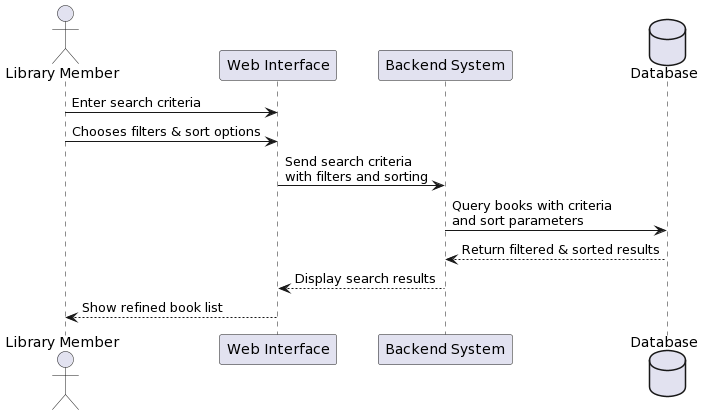 Library Member
Web Interface
Backend System
Database
Enter search criteria
Chooses filters & sort options
Send search criteria
with filters and sorting
Query books with criteria
and sort parameters
Return filtered & sorted results
Display search results
Show refined book list
Library Member
Web Interface
Backend System
Database